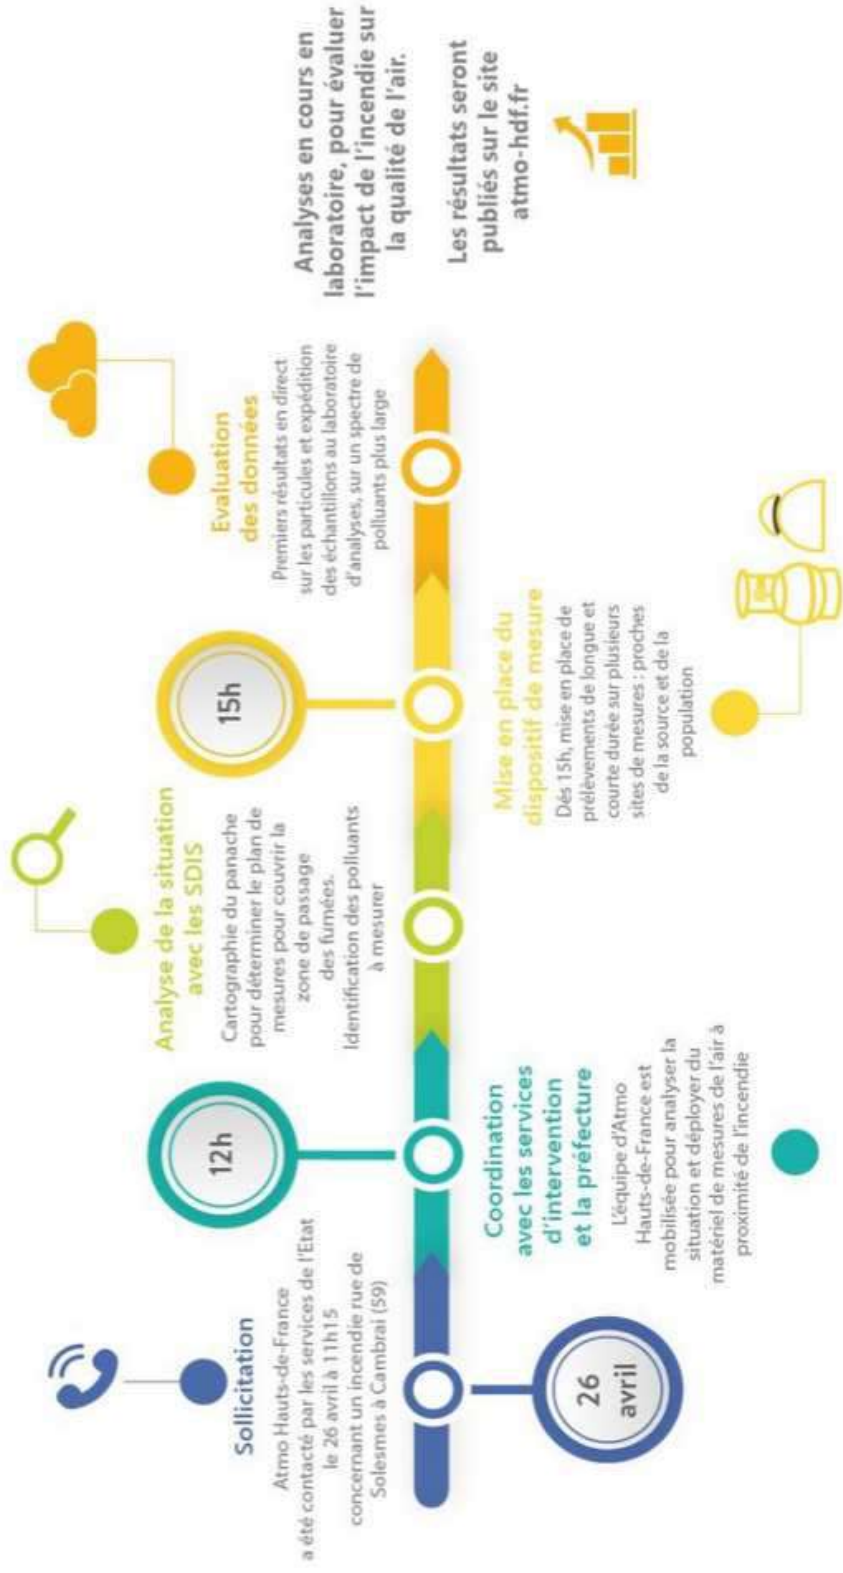 Sollicitation
Atmo Hauts-de-France
a été contacté par les services de l'Etat
le 26 avril à 11h15
concernant un incendie rue de
Solesmes à Cambrai (59)
26
avril
12h
Coordination
avec les services
d'intervention
et la préfecture
L'équipe d'Atmo
Hauts-de-France est
mobilisée pour analyser la
situation et déployer du
matériel de mesures de l'air à
proximité de l'incendie
Analyse de la situation
avec les SDIS
Cartographie du panache
pour déterminer le plan de
mesures pour couvrir la
zone de passage
des fumées.
Identification des polluants
à mesurer
15h
Mise en place du
dispositif de mesure
Dés 15h, mise en place de
prélèvements de longue et
courte durée sur plusieurs
sites de mesures : proches
de la source et de la
population
Evaluation
des données
Premiers résultats en direct
sur les particules et expédition
des échantillons au laboratoire
d'analyses, sur un spectre de
polluants plus large
Analyses en cours en
laboratoire, pour évaluer
l'impact de l'incendie sur
la qualité de l'air.
Les résultats seront
publiés sur le site
atmo-hdf.fr